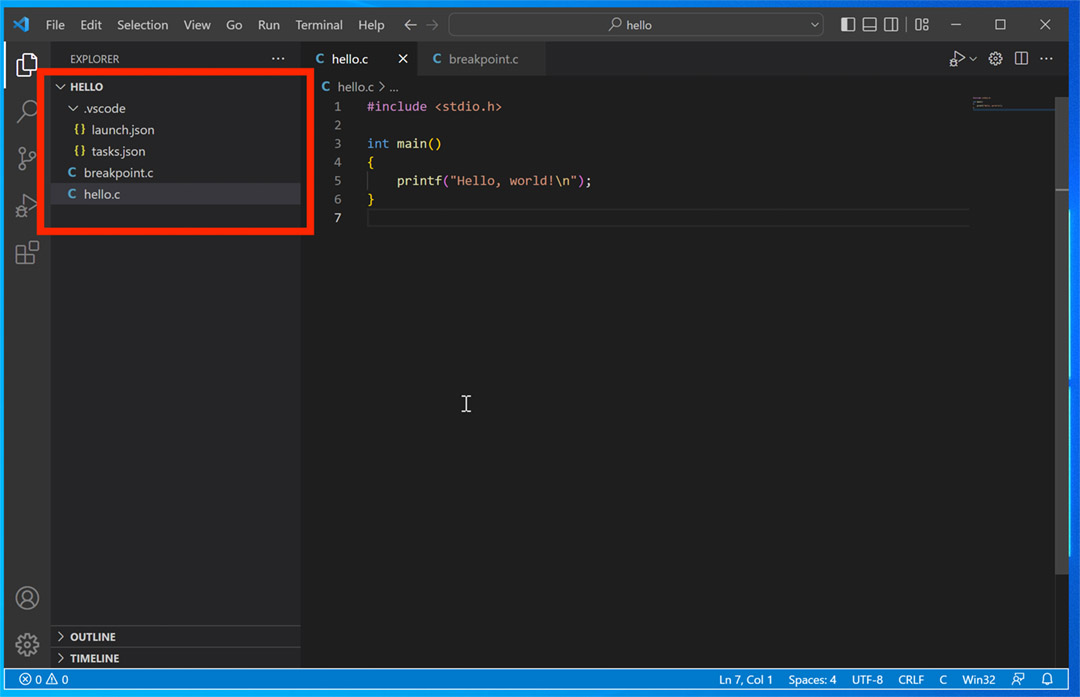 File Edit Selection View Go Run Terminal Help hello
EXPLORER
HELLO
.vscode
{} launch.json
{} tasks.json
C breakpoint.c
C hello.c
OUTLINE
TIMELINE
C hello.c C breakpoint.c
C hello.c > ...
1 #include <stdio.h>
2
3 int main()
4 {
5 printf("Hello, world!\n");
6 }
7
0 0 Ln 7, Col 1 Spaces: 4 UTF-8 CRLF C Win32